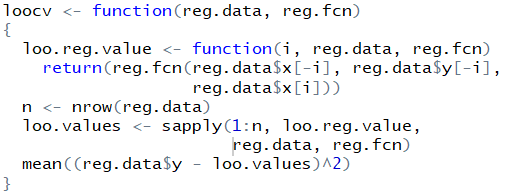 loocv <- function(reg.data, reg.fcn)
{
  loo.reg.value <- function(i, reg.data, reg.fcn)
    return(reg.fcn(reg.data$x[-i], reg.data$y[-i],
                   reg.data$x[i]))
  n <- nrow(reg.data)
  loo.values <- sapply(1:n, loo.reg.value,
                       reg.data, reg.fcn)
  mean((reg.data$y - loo.values)^2)
}